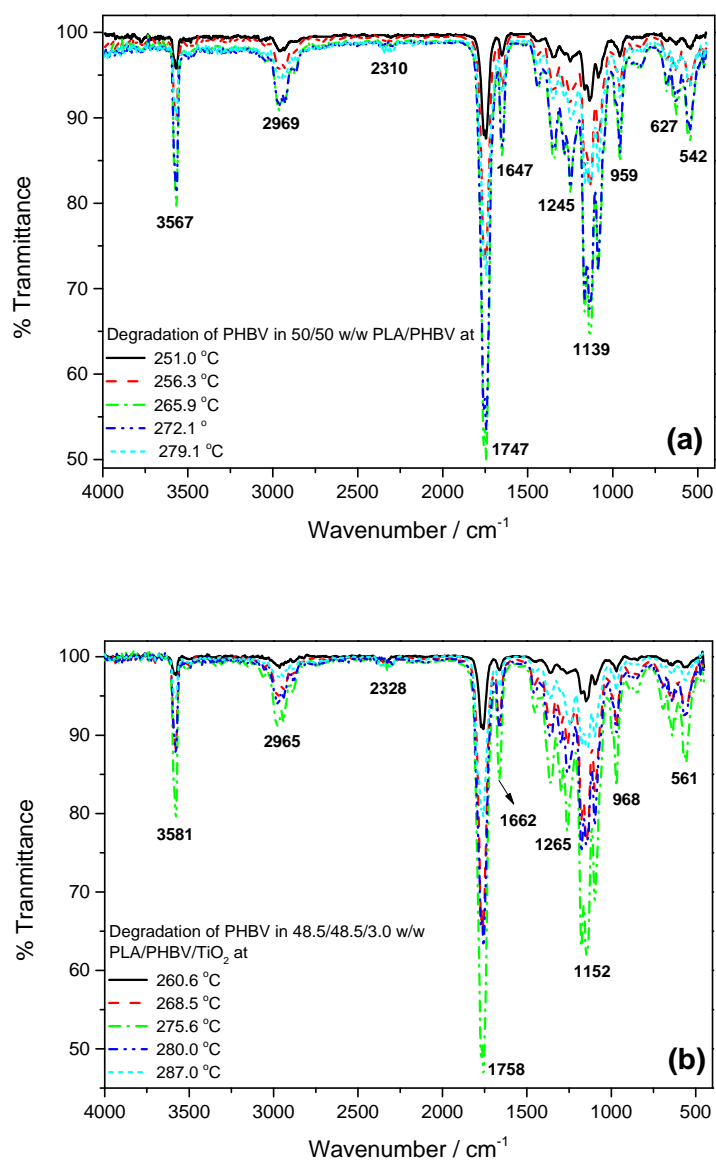 100
90
80
70
60
50
% Tranmittance
3567
2969
2310
1747
1647
1245
1139
959
627
542
Degradation of PHBV in 50/50 w/w PLA/PHBV at
251.0 °C
256.3 °C
265.9 °C
272.1 °
279.1 °C
(a)
4000 3500 3000 2500 2000 1500 1000 500
Wavenumber / cm⁻¹
100
90
80
70
60
50
% Tranmittance
3581
2965
2328
1758
1662
1265
1152
968
561
Degradation of PHBV in 48.5/48.5/3.0 w/w
PLA/PHBV/TiO₂ at
260.6 °C
268.5 °C
275.6 °C
280.0 °C
287.0 °C
(b)
4000 3500 3000 2500 2000 1500 1000 500
Wavenumber / cm⁻¹